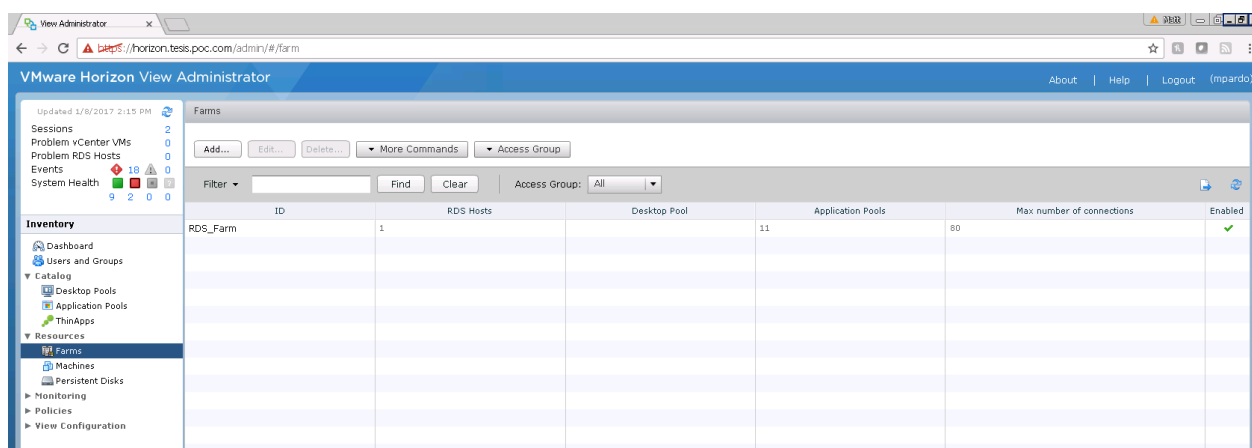 View Administrator
https://horizon.tesis.poc.com/admin/#/farm
VMware Horizon View Administrator
About | Help | Logout (mpardo)
Updated 1/8/2017 2:15 PM
Sessions 2
Problem vCenter VMs 0
Problem RDS Hosts 0
Events 18 0
System Health
9 2 0 0
Inventory
Dashboard
Users and Groups
Catalog
Desktop Pools
Application Pools
ThinApps
Resources
Farms
Machines
Persistent Disks
Monitoring
Policies
View Configuration
Farms
Add... Edit... Delete... More Commands Access Group
Filter Find Clear Access Group: All
ID RDS Hosts Desktop Pool Application Pools Max number of connections Enabled
RDS_Farm 1 11 80